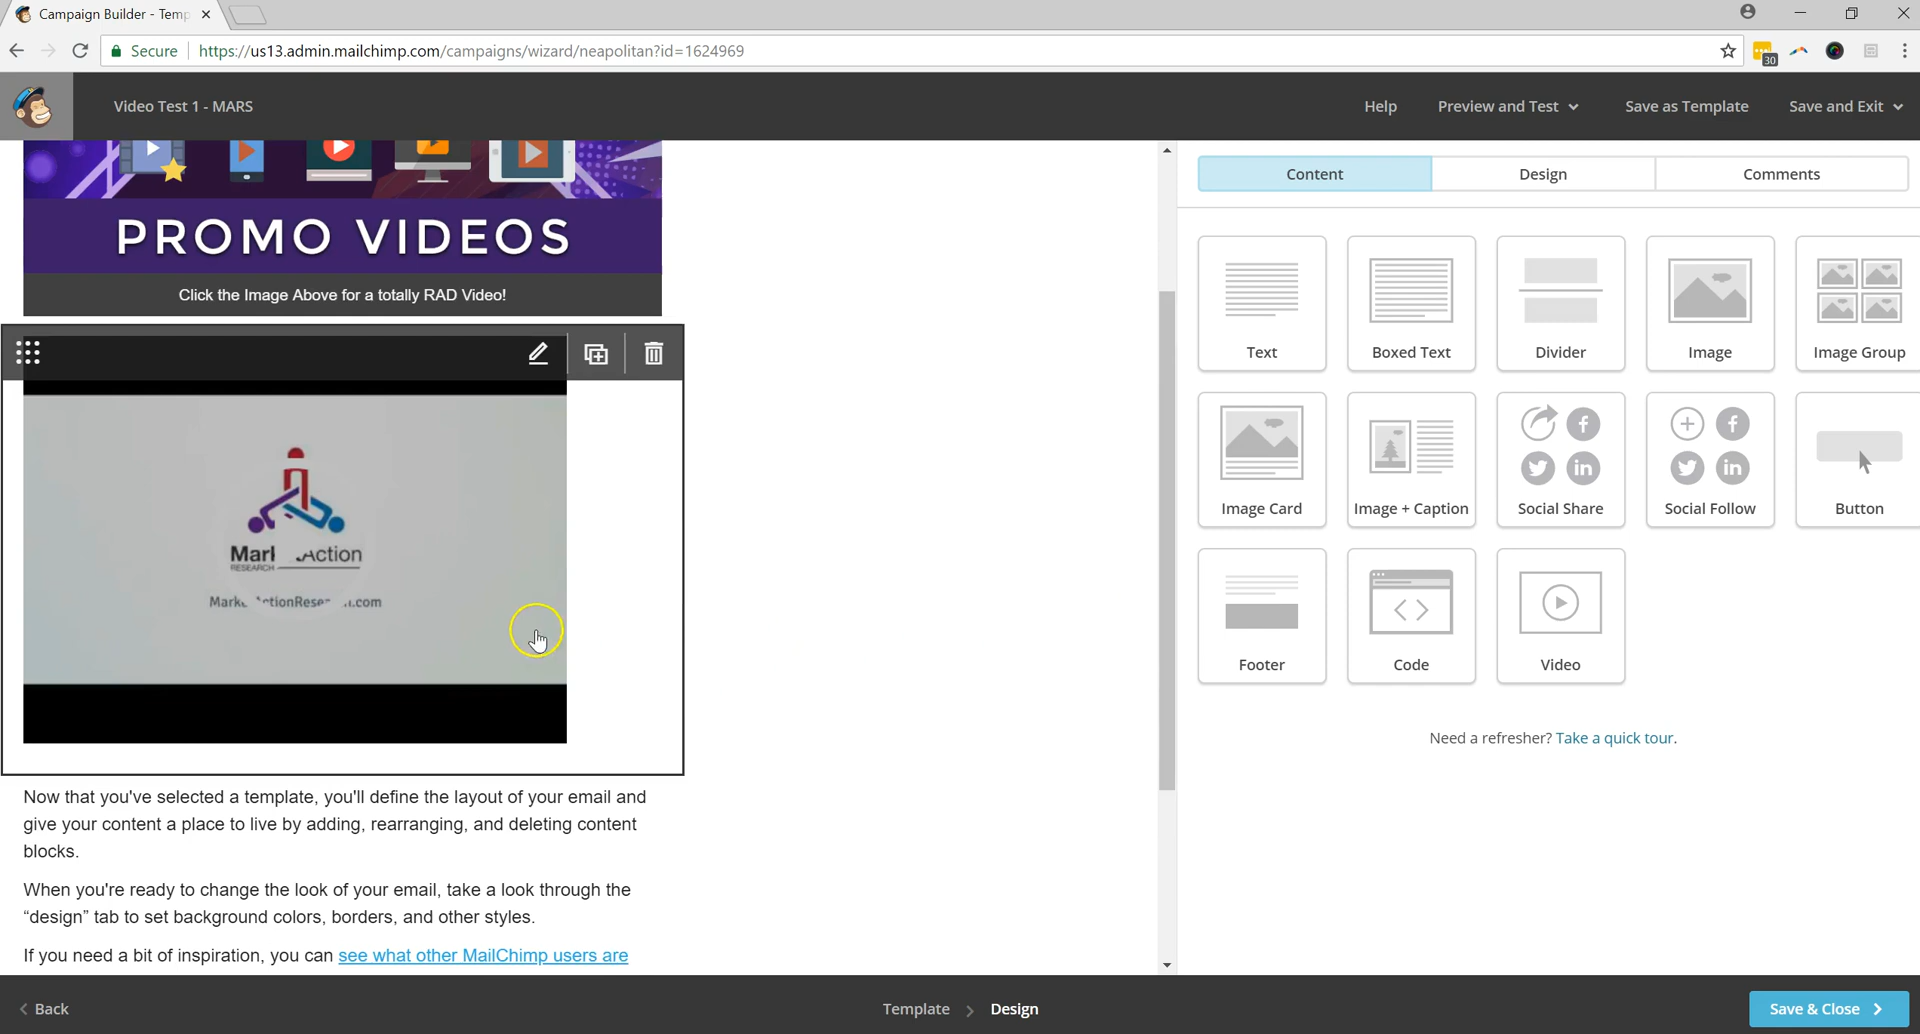 Campaign Builder - Temp
Secure
https://us13.admin.mailchimp.com/campaigns/wizard/neapolitan?id=1624969
30
Video Test 1 - MARS
Help
Preview and Test
Save as Template
Save and Exit
PROMO VIDEOS
Click the Image Above for a totally RAD Video!
Content
Design
Comments
Text
Boxed Text
Divider
Image
Image Group
Image Card
Image + Caption
Social Share
Social Follow
Button
Footer
Code
Video
Need a refresher? Take a quick tour.
Action
RESEARCH
Now that you've selected a template, you'll define the layout of your email and
give your content a place to live by adding, rearranging, and deleting content
blocks.
When you're ready to change the look of your email, take a look through the
“design” tab to set background colors, borders, and other styles.
If you need a bit of inspiration, you can see what other MailChimp users are
Back
Template
Design
Save & Close